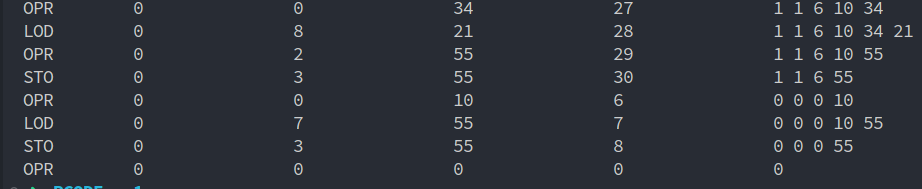 OPR 0 0 34 27 1 1 6 10 34
LOD 0 8 21 28 1 1 6 10 34 21
OPR 0 2 55 29 1 1 6 10 55
STO 0 3 55 30 1 1 6 55
OPR 0 0 10 6 0 0 0 10
LOD 0 7 55 7 0 0 0 10 55
STO 0 3 55 8 0 0 0 55
OPR 0 0 0 0 0